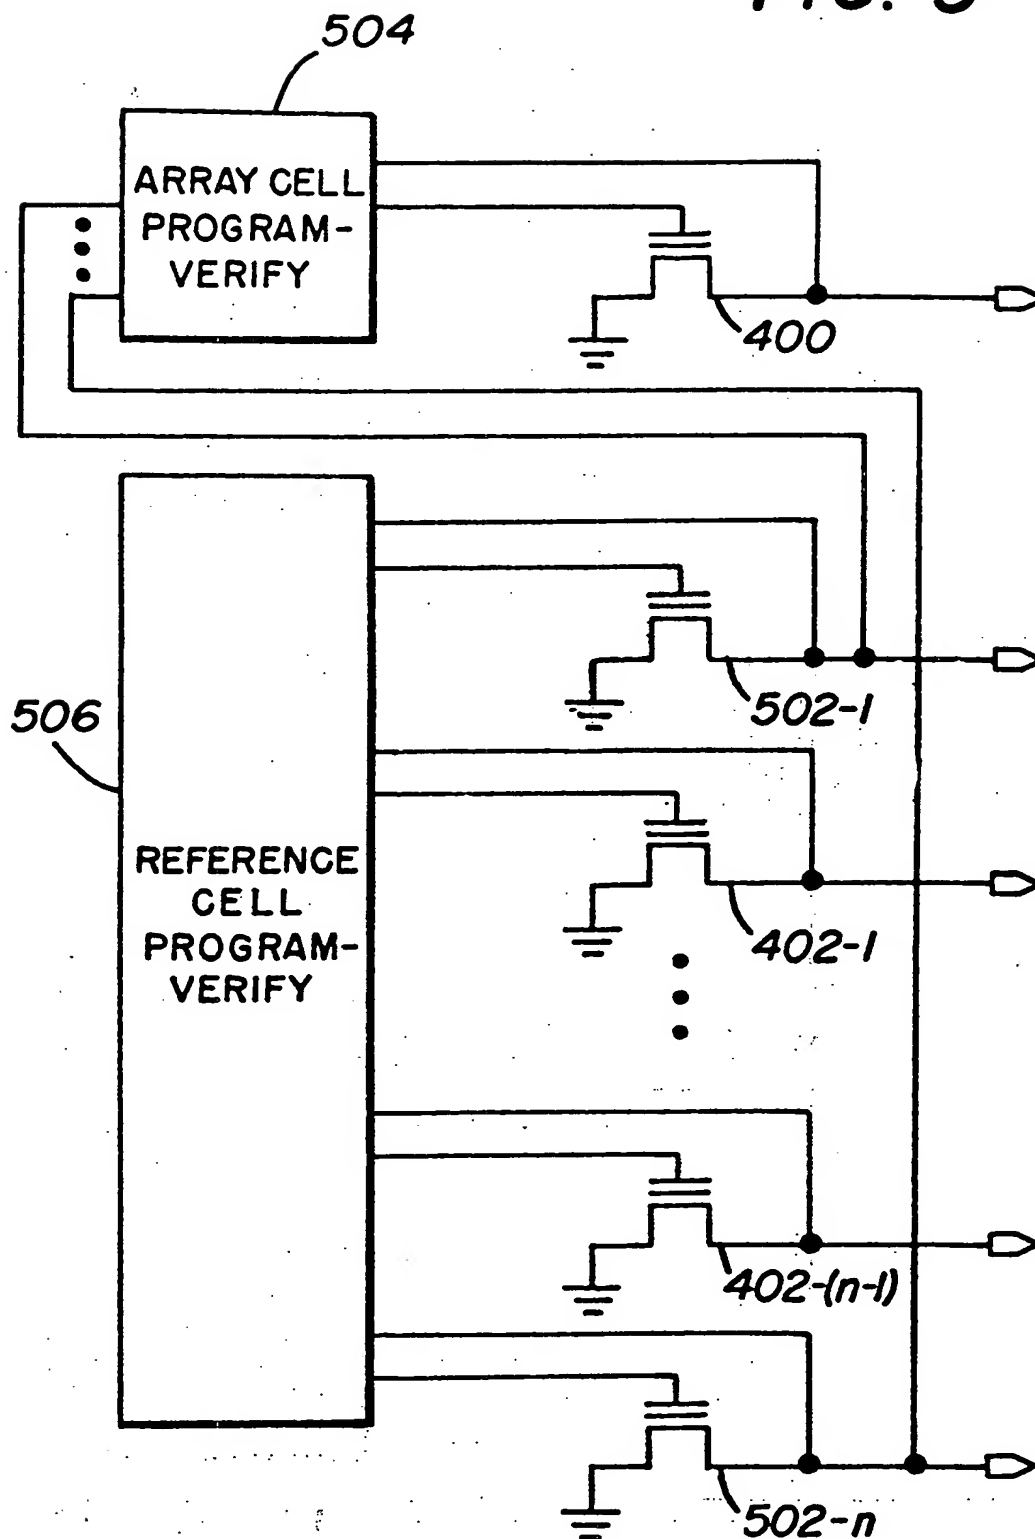 504
ARRAY CELL
PROGRAM-
VERIFY
400
506
502-1
402-1
REFERENCE
CELL
PROGRAM-
VERIFY
402-(n-1)
502-n